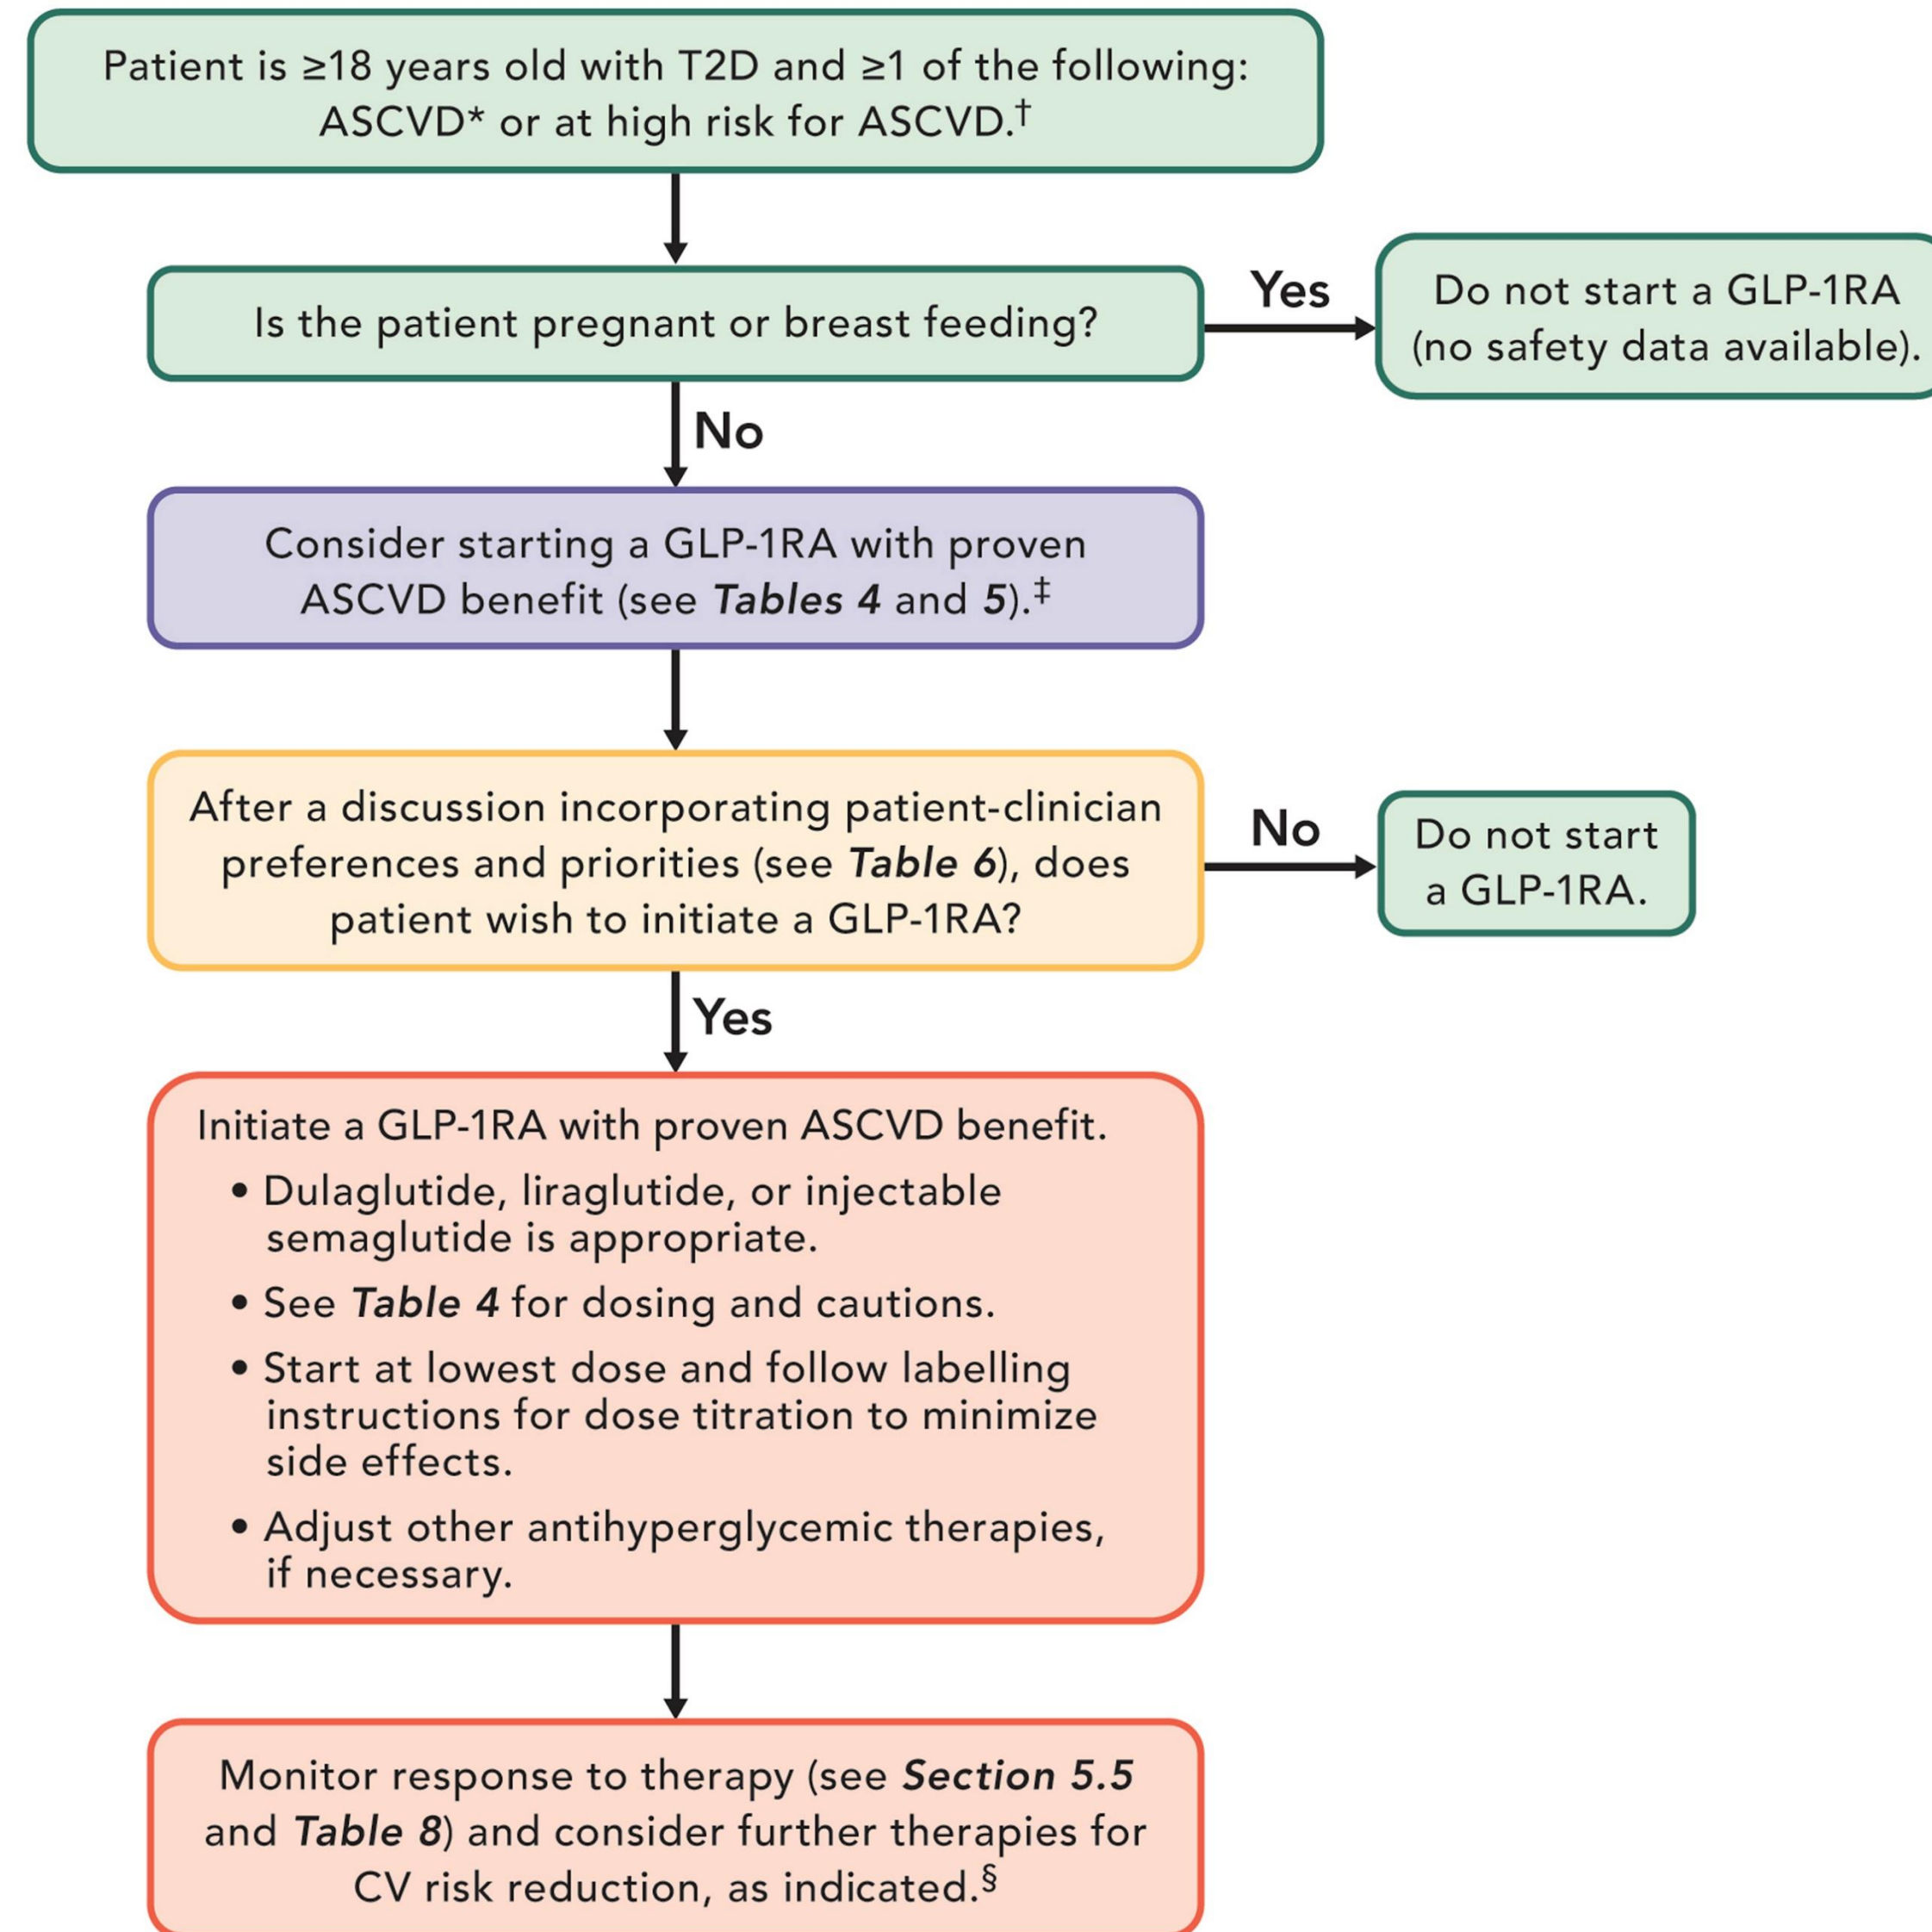 Patient is ≥18 years old with T2D and ≥1 of the following:
ASCVD* or at high risk for ASCVD.†
Is the patient pregnant or breast feeding?
Yes
Do not start a GLP-1RA
(no safety data available).
No
Consider starting a GLP-1RA with proven
ASCVD benefit (see Tables 4 and 5).‡
After a discussion incorporating patient-clinician
preferences and priorities (see Table 6), does
patient wish to initiate a GLP-1RA?
No
Do not start
a GLP-1RA.
Yes
Initiate a GLP-1RA with proven ASCVD benefit.
• Dulaglutide, liraglutide, or injectable
semaglutide is appropriate.
• See Table 4 for dosing and cautions.
• Start at lowest dose and follow labelling
instructions for dose titration to minimize
side effects.
• Adjust other antihyperglycemic therapies,
if necessary.
Monitor response to therapy (see Section 5.5
and Table 8) and consider further therapies for
CV risk reduction, as indicated.§